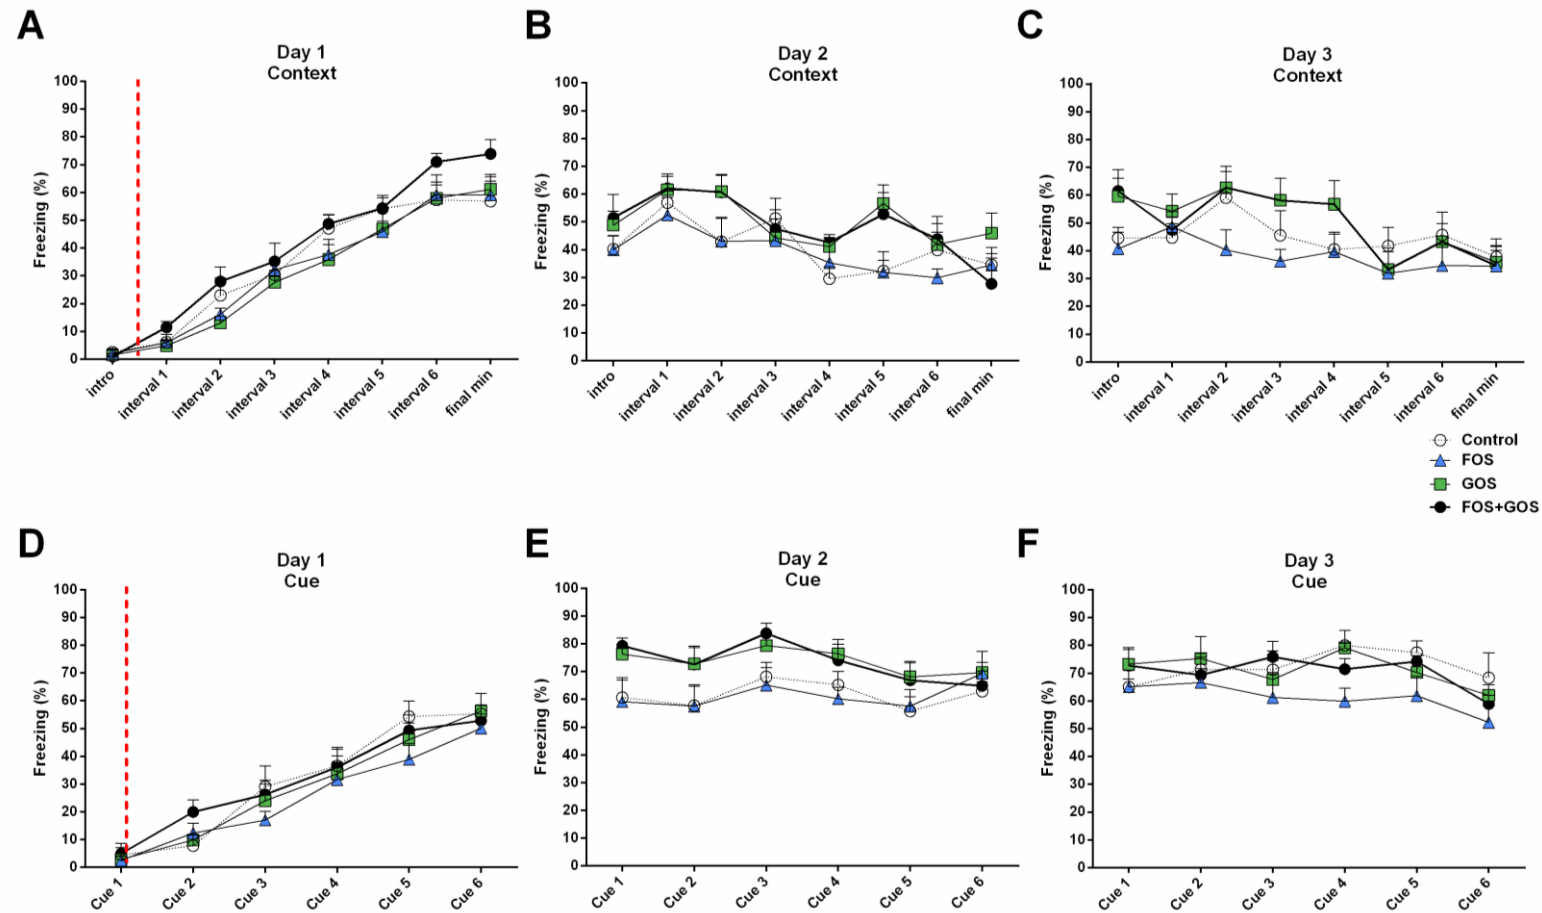 A
Day 1
Context
Freezing (%)
100
90
80
70
60
50
40
30
20
10
0
intro
interval 1
interval 2
interval 3
interval 4
interval 5
interval 6
final min
B
Day 2
Context
Freezing (%)
100
90
80
70
60
50
40
30
20
10
0
intro
interval 1
interval 2
interval 3
interval 4
interval 5
interval 6
final min
C
Day 3
Context
Freezing (%)
100
90
80
70
60
50
40
30
20
10
0
intro
interval 1
interval 2
interval 3
interval 4
interval 5
interval 6
final min
Control
FOS
GOS
FOS+GOS
D
Day 1
Cue
Freezing (%)
100
90
80
70
60
50
40
30
20
10
0
Cue 1
Cue 2
Cue 3
Cue 4
Cue 5
Cue 6
E
Day 2
Cue
Freezing (%)
100
90
80
70
60
50
40
30
20
10
0
Cue 1
Cue 2
Cue 3
Cue 4
Cue 5
Cue 6
F
Day 3
Cue
Freezing (%)
100
90
80
70
60
50
40
30
20
10
0
Cue 1
Cue 2
Cue 3
Cue 4
Cue 5
Cue 6